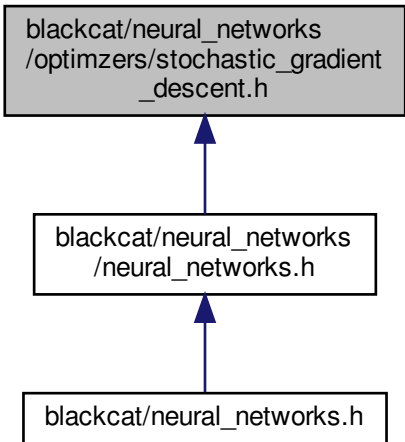 blackcat/neural_networks
/optimzers/stochastic_gradient
_descent.h
blackcat/neural_networks
/neural_networks.h
blackcat/neural_networks.h